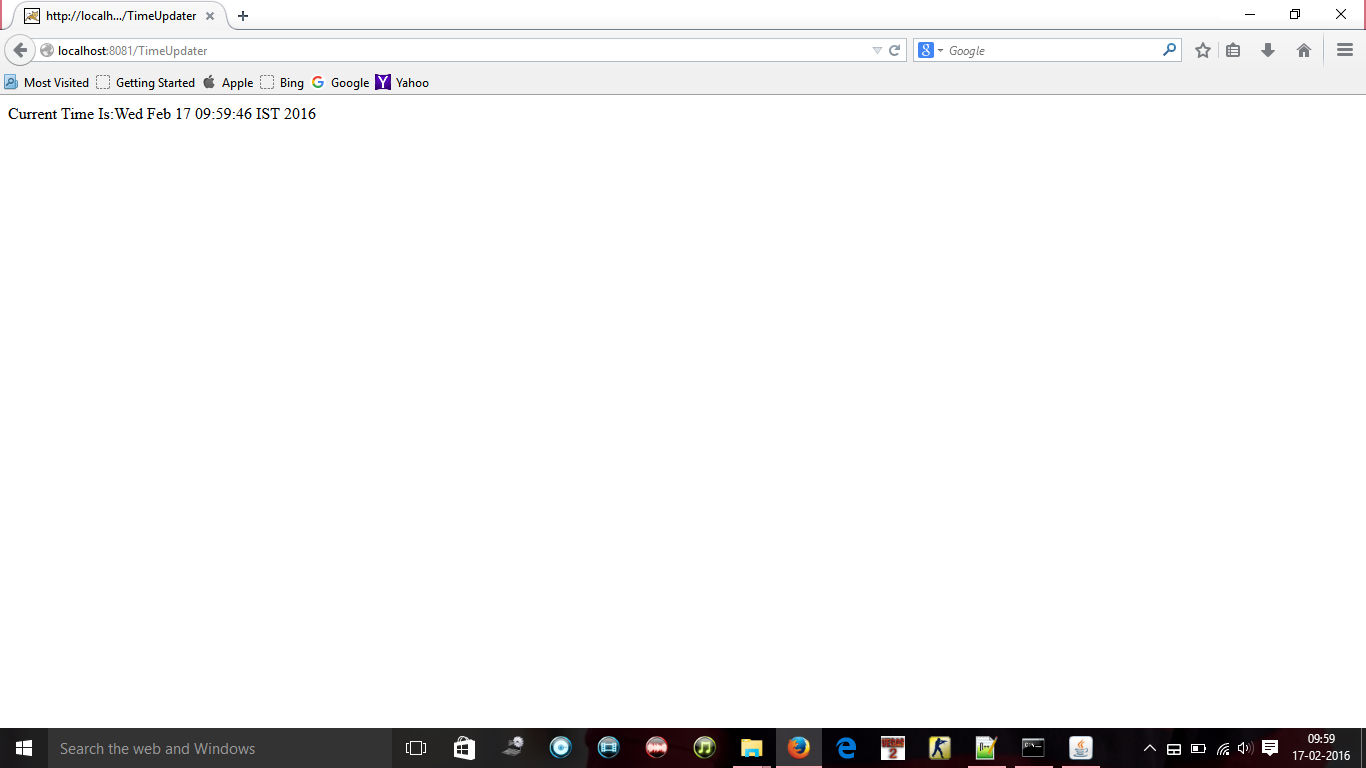 http://localh.../TimeUpdater
localhost:8081/TimeUpdater
Google
Most Visited Getting Started Apple Bing Google Yahoo
Current Time Is:Wed Feb 17 09:59:46 IST 2016
Search the web and Windows
09:59
17-02-2016